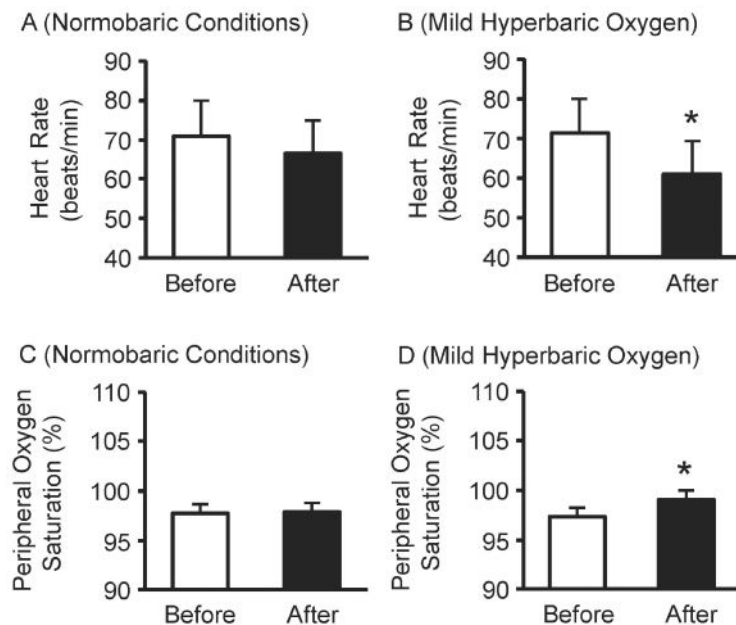 A (Normobaric Conditions)
80
70
60
50
40
Heart Rate
(beats/min)
Before After
B (Mild Hyperbaric Oxygen)
90
80
70
60
50
40
Heart Rate
(beats/min)
*
Before After
C (Normobaric Conditions)
110
105
100
95
90
Peripheral Oxygen
Saturation (%)
Before After
D (Mild Hyperbaric Oxygen)
110
105
100
95
90
Peripheral Oxygen
Saturation (%)
*
Before After